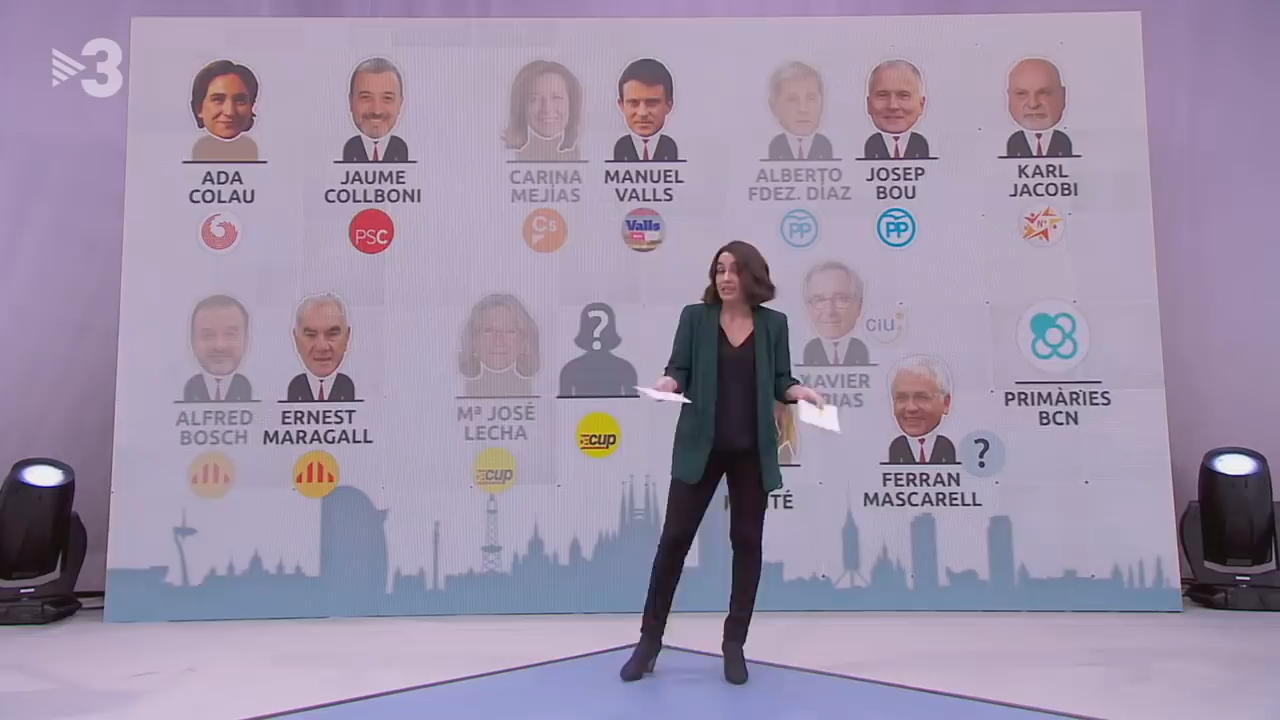 3
ADA
COLAU
JAUME
COLLBONI
PSC
CARINA
MEJÍAS
Cs
MANUEL
VALLS
Valls
ALBERTO
FDEZ. DÍAZ
PP
JOSEP
BOU
PP
KARL
JACOBI
ALFRED
BOSCH
ERNEST
MARAGALL
Mª JOSÉ
LECHA
cup
?
cup
ciu
XAVIER
FERRAN
MASCARELL
?
PRIMÀRIES
BCN